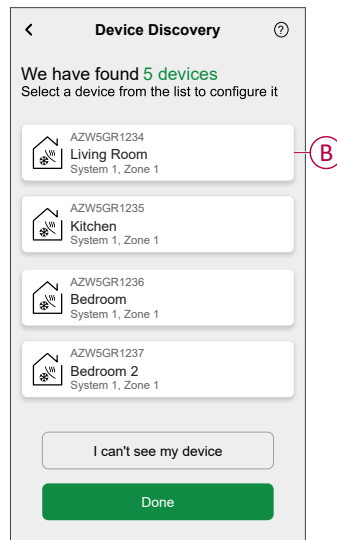 Device Discovery
?
We have found 5 devices
Select a device from the list to configure it
AZW5GR1234
Living Room
System 1, Zone 1
B
AZW5GR1235
Kitchen
System 1, Zone 1
AZW5GR1236
Bedroom
System 1, Zone 1
AZW5GR1237
Bedroom 2
System 1, Zone 1
I can't see my device
Done